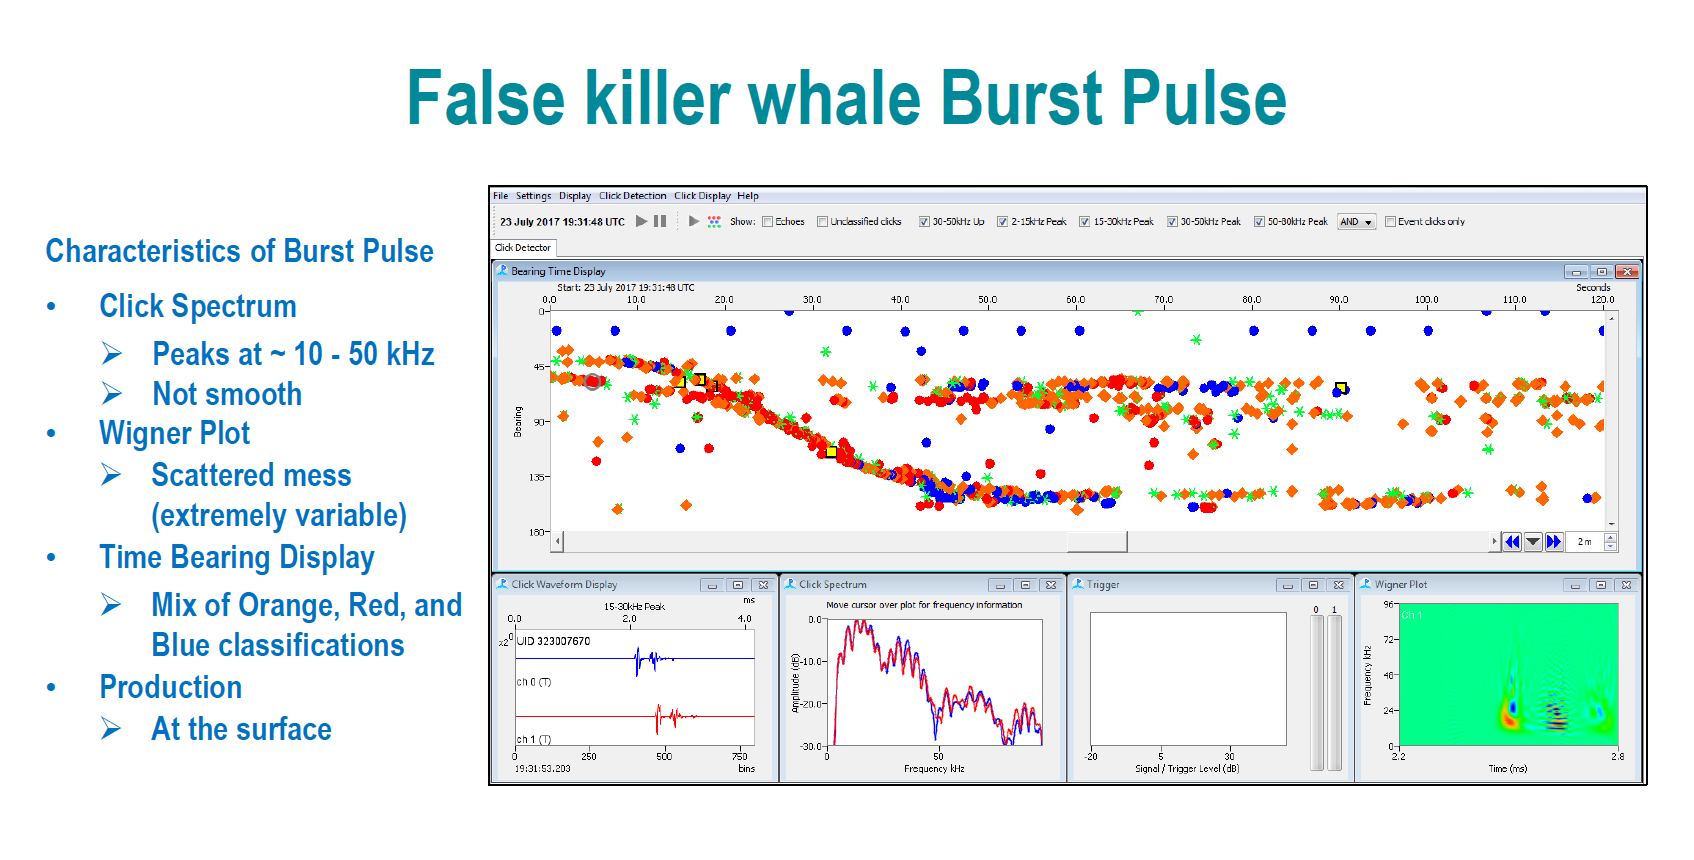 False killer whale Burst Pulse
Characteristics of Burst Pulse
• Click Spectrum
➢ Peaks at ~ 10 - 50 kHz
➢ Not smooth
• Wigner Plot
➢ Scattered mess
(extremely variable)
• Time Bearing Display
➢ Mix of Orange, Red, and
Blue classifications
• Production
➢ At the surface
File Settings Display Click Detection Click Display Help
23 July 2017 19:31:48 UTC Show: Echoes Unclassified clicks 30-50kHz Up 2-15kHz Peak 15-30kHz Peak 30-50kHz Peak 50-80kHz Peak AND Event clicks only
Click Detector
Bearing Time Display
Start: 23 July 2017 19:31:48 UTC Seconds
0.0 10.0 20.0 30.0 40.0 50.0 60.0 70.0 80.0 90.0 100.0 110.0 120.0
0
45
90
135
180
Bearing
2 m
Click Waveform Display
15-30kHz Peak ms
0.0 2.0 4.0
x2^0 UID 323007670
ch 0 (T)
ch 1 (T)
0 250 500 750
19:31:53.203 bins
Click Spectrum
Move cursor over plot for frequency information
0.0
-10.0
-20.0
-30.0
Amplitude (dB)
0 50
Frequency kHz
Trigger
0 1
-20 5 30
Signal / Trigger Level (dB)
Wigner Plot
Ch 1
96
72
48
24
0
Frequency kHz
2.2 2.8
Time (ms)